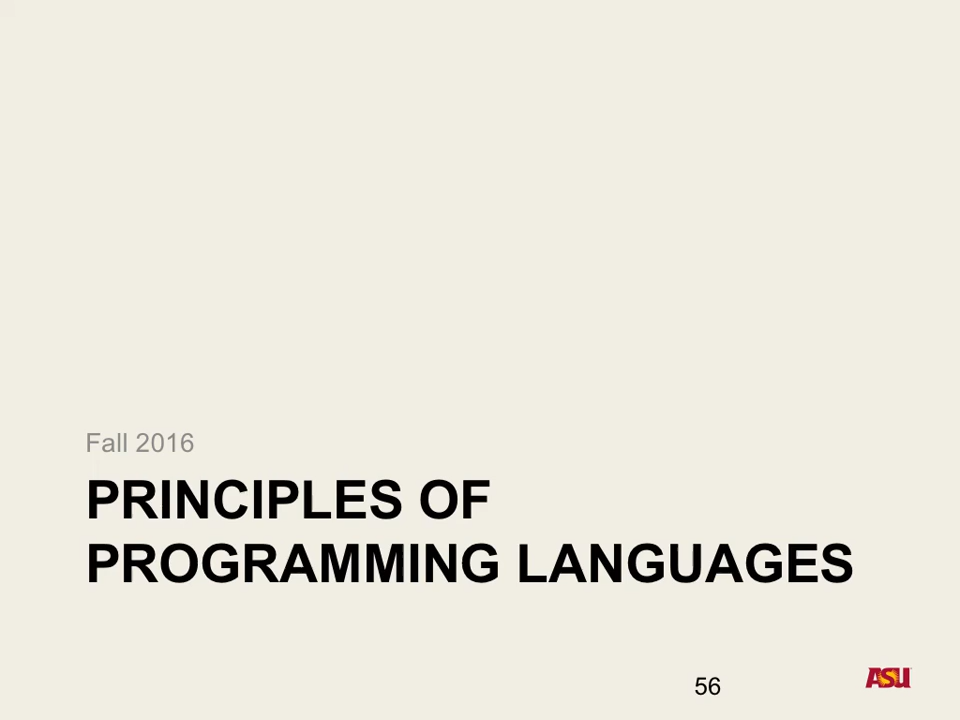 Fall 2016
PRINCIPLES OF
PROGRAMMING LANGUAGES
56
ASU